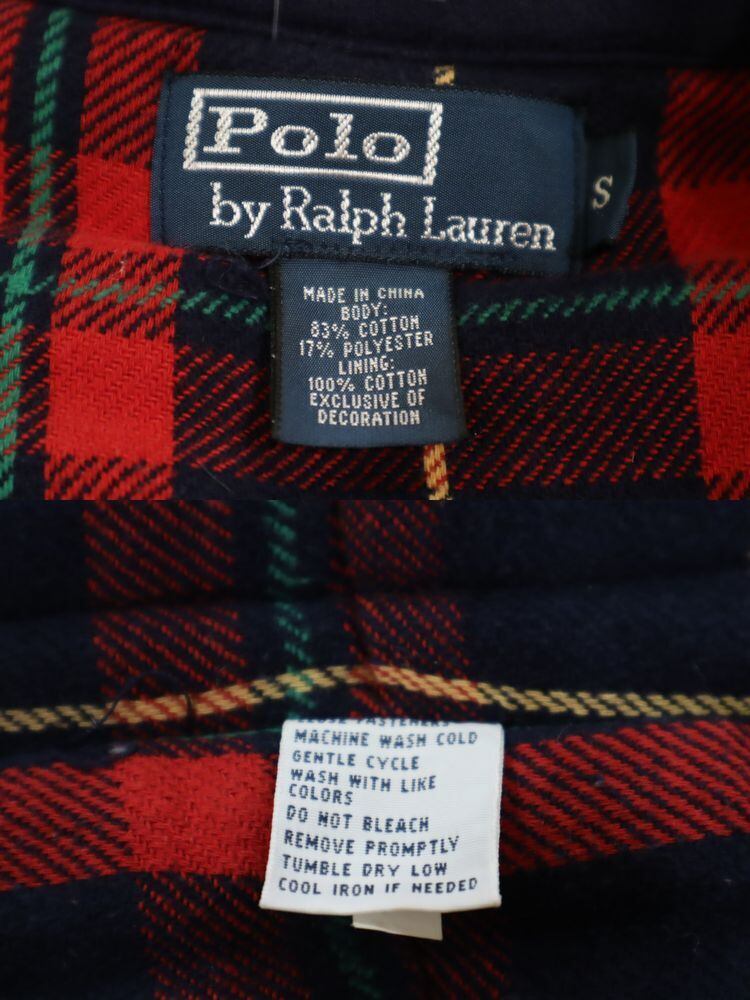 Polo
by Ralph Lauren
S
MADE IN CHINA
BODY:
83% COTTON
17% POLYESTER
LINING:
100% COTTON
EXCLUSIVE OF
DECORATION
CLOSE FASTENERS
MACHINE WASH COLD
GENTLE CYCLE
WASH WITH LIKE
COLORS
DO NOT BLEACH
REMOVE PROMPTLY
TUMBLE DRY LOW
COOL IRON IF NEEDED